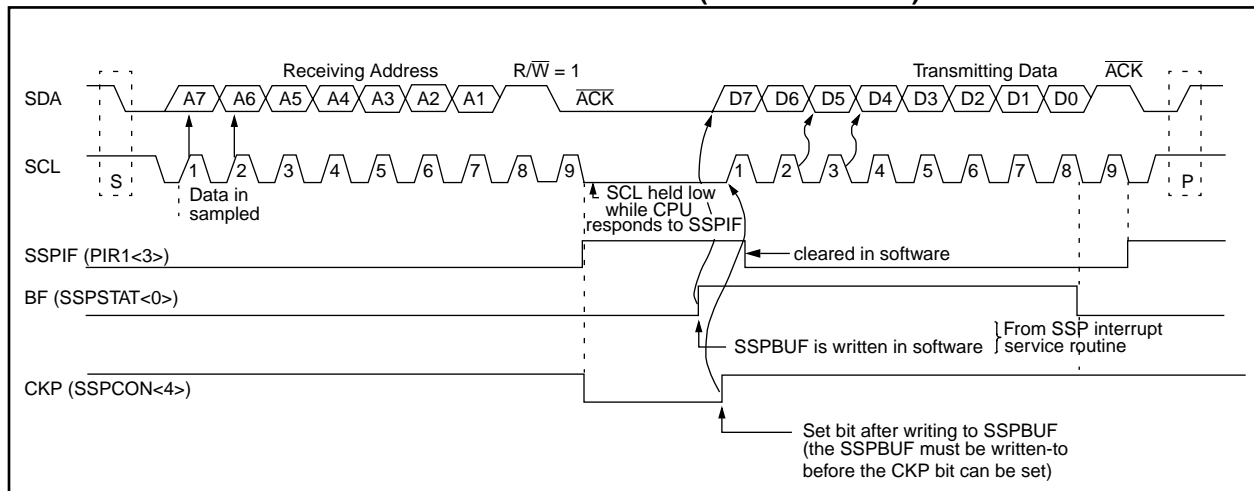 Receiving Address
R/W = 1
Transmitting Data
ACK
SDA
A7 A6 A5 A4 A3 A2 A1
ACK
D7 D6 D5 D4 D3 D2 D1 D0
SCL
S
1 2 3 4 5 6 7 8 9
1 2 3 4 5 6 7 8 9
P
Data in
sampled
SCL held low
while CPU
responds to SSPIF
SSPIF (PIR1<3>)
cleared in software
BF (SSPSTAT<0>)
SSPBUF is written in software
From SSP interrupt
service routine
CKP (SSPCON<4>)
Set bit after writing to SSPBUF
(the SSPBUF must be written-to
before the CKP bit can be set)